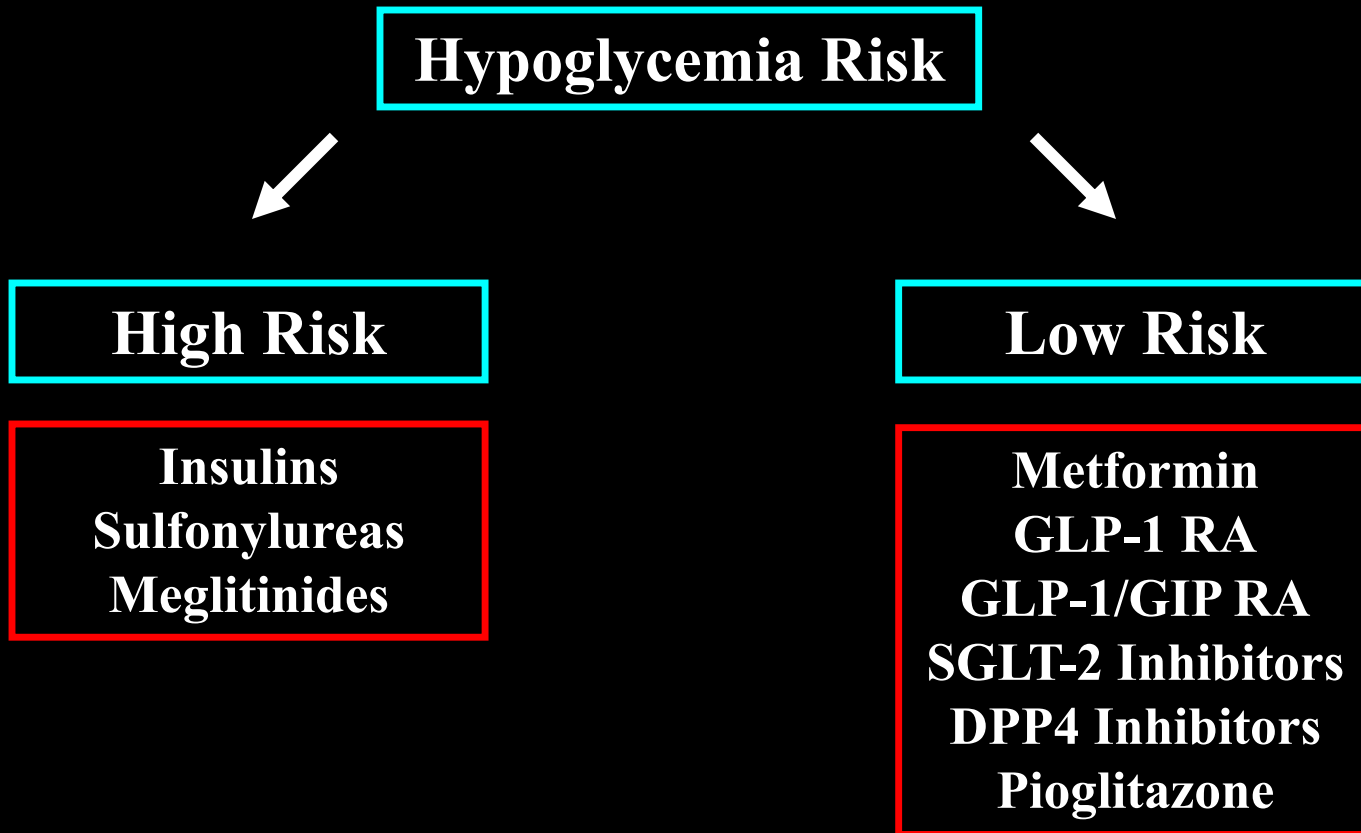 Hypoglycemia Risk
High Risk
Insulins
Sulfonylureas
Meglitinides
Low Risk
Metformin
GLP-1 RA
GLP-1/GIP RA
SGLT-2 Inhibitors
DPP4 Inhibitors
Pioglitazone